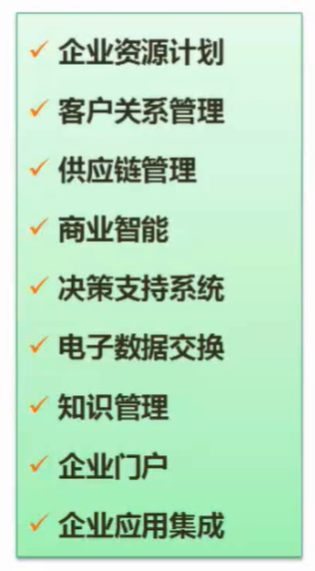 企业资源计划
客户关系管理
供应链管理
商业智能
决策支持系统
电子数据交换
知识管理
企业门户
企业应用集成